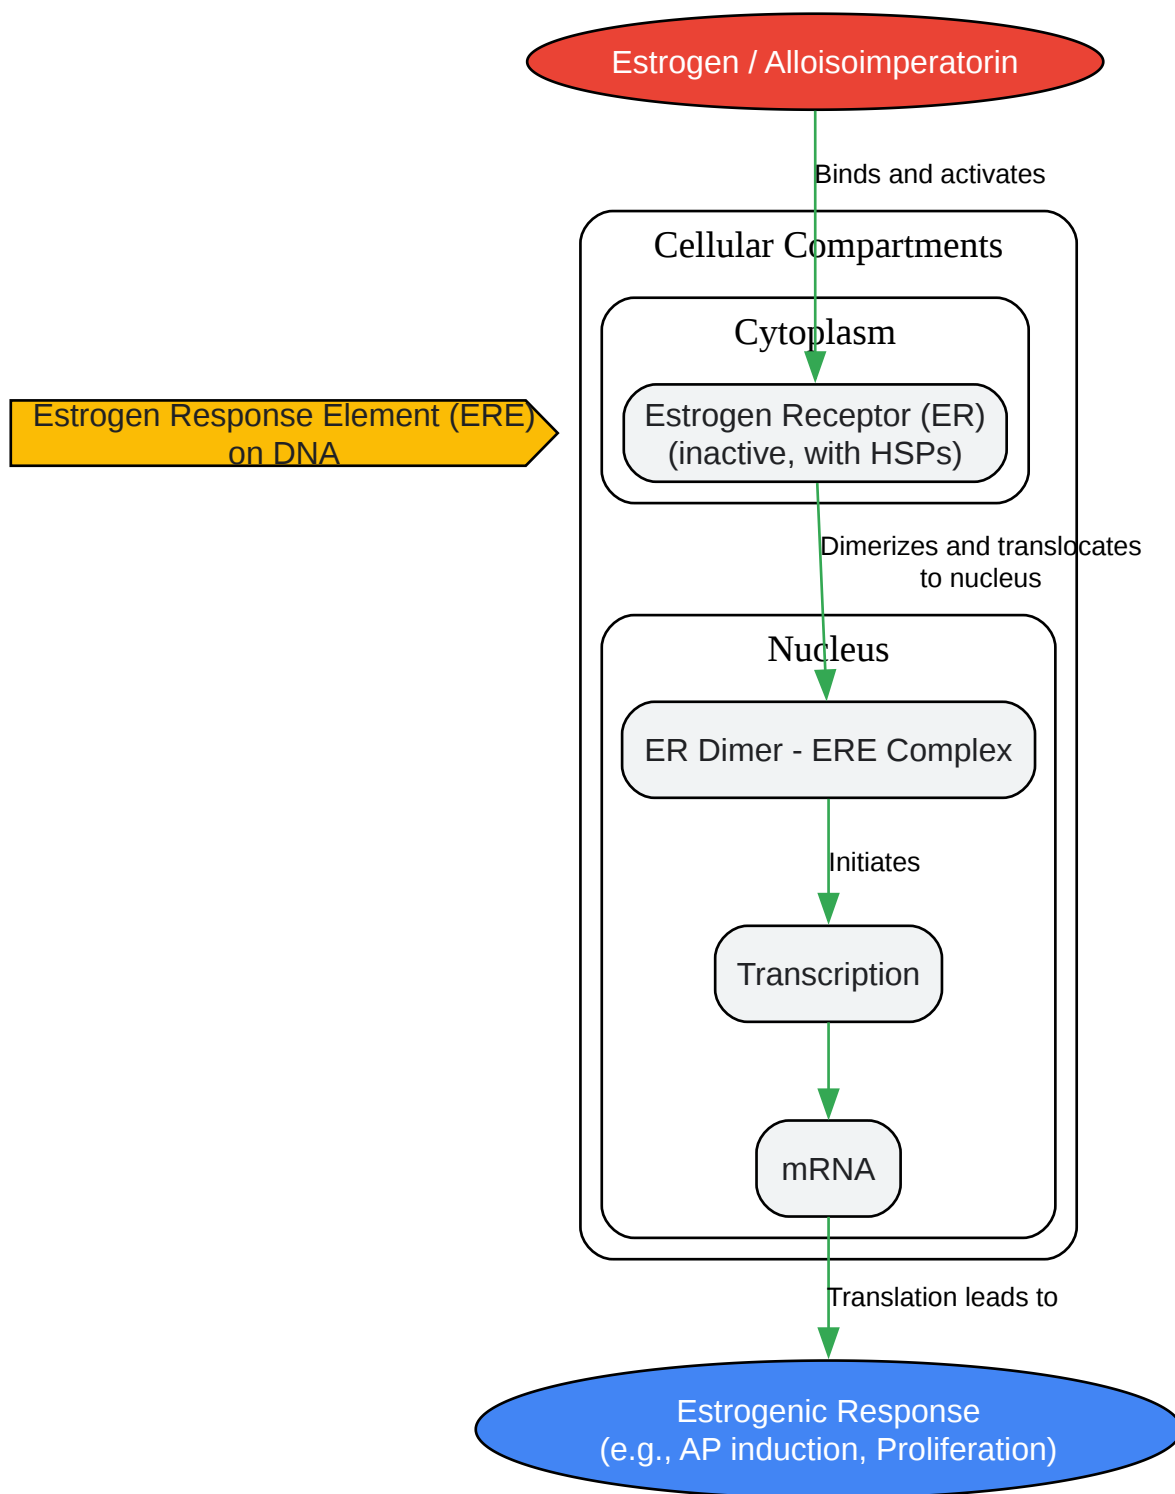 Estrogen / Alloisoimperatorin
Binds and activates
Cellular Compartments
Cytoplasm
Estrogen Response Element (ERE)
on DNA
Estrogen Receptor (ER)
(inactive, with HSPs)
Dimerizes and translocates
to nucleus
Nucleus
ER Dimer - ERE Complex
Initiates
Transcription
mRNA
Translation leads to
Estrogenic Response
(e.g., AP induction, Proliferation)